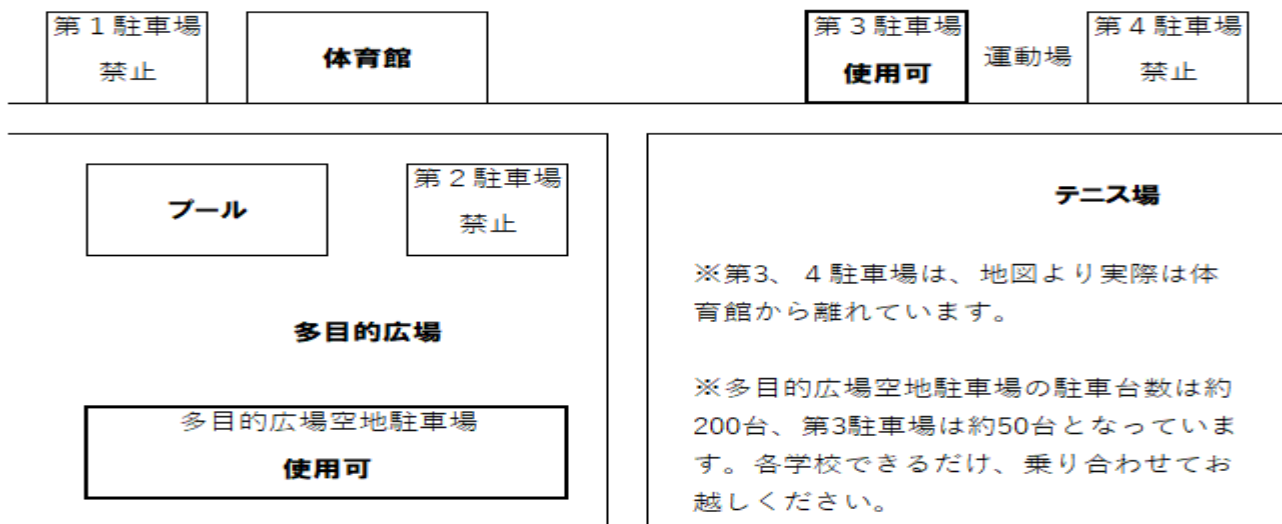 第１駐車場
禁止
体育館
第３駐車場
使用可
運動場
第４駐車場
禁止
プール
第２駐車場
禁止
多目的広場
多目的広場空地駐車場
使用可
テニス場
※第3、４駐車場は、地図より実際は体
育館から離れています。
※多目的広場空地駐車場の駐車台数は約
200台、第3駐車場は約50台となっていま
す。各学校できるだけ、乗り合わせてお
越しください。